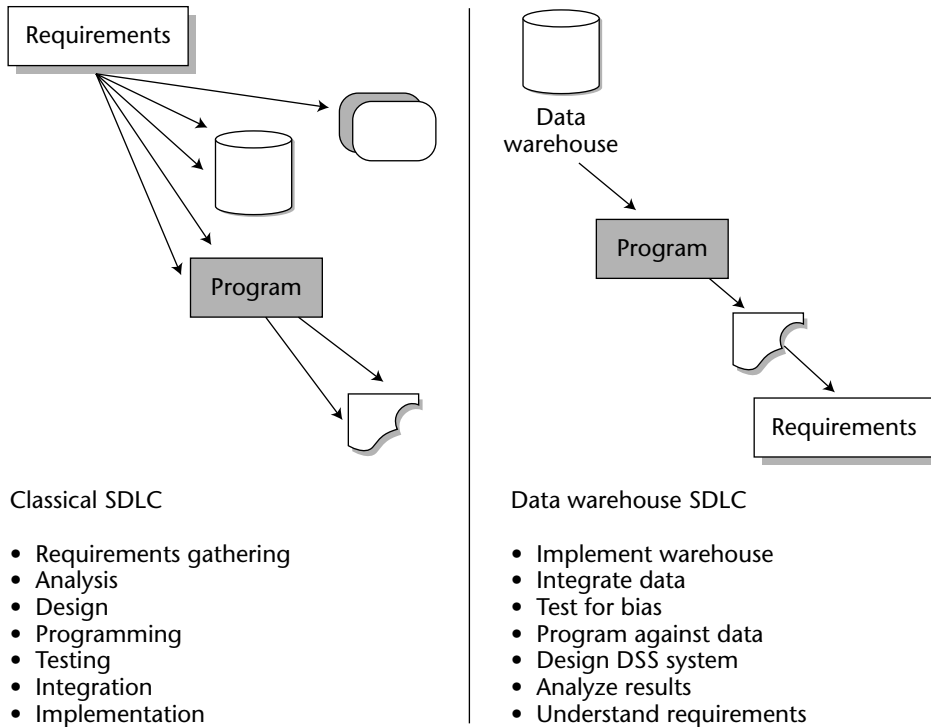 Requirements
Program
Classical SDLC
• Requirements gathering
• Analysis
• Design
• Programming
• Testing
• Integration
• Implementation
Data
warehouse
Program
Requirements
Data warehouse SDLC
• Implement warehouse
• Integrate data
• Test for bias
• Program against data
• Design DSS system
• Analyze results
• Understand requirements